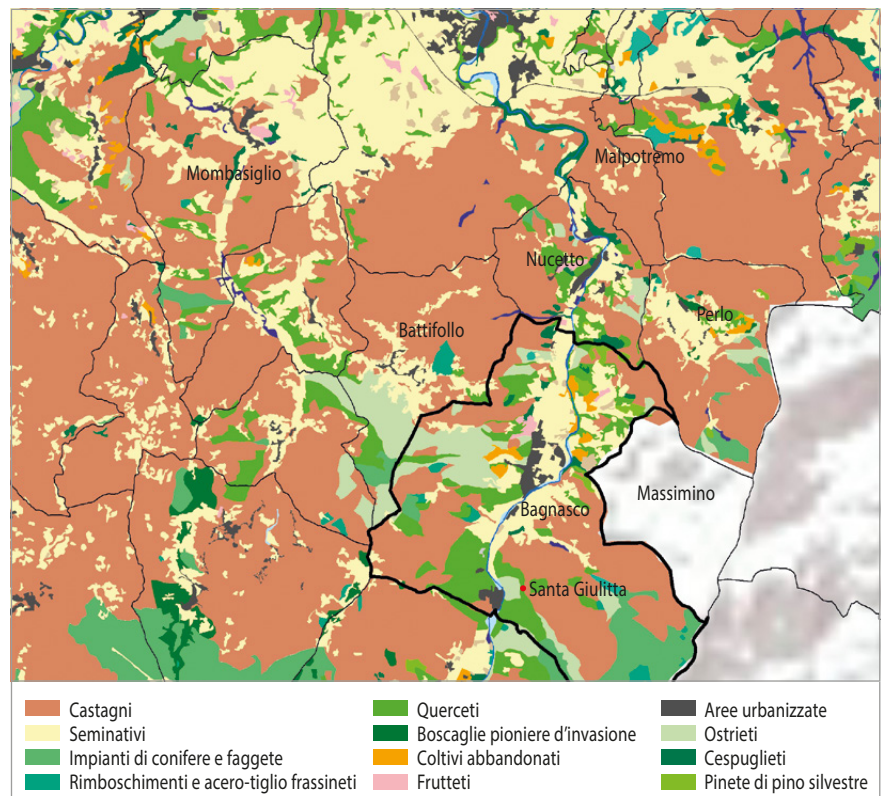 Mombasiglio
Malpotremo
Nucetto
Perlo
Battifollo
Massimino
Bagnasco
Santa Giulitta
Castagni
Seminativi
Impianti di conifere e faggete
Rimboschimenti e acero-tiglio frassineti
Querceti
Boscaglie pioniere d'invasione
Coltivi abbandonati
Frutteti
Aree urbanizzate
Ostrieti
Cespuglieti
Pinete di pino silvestre